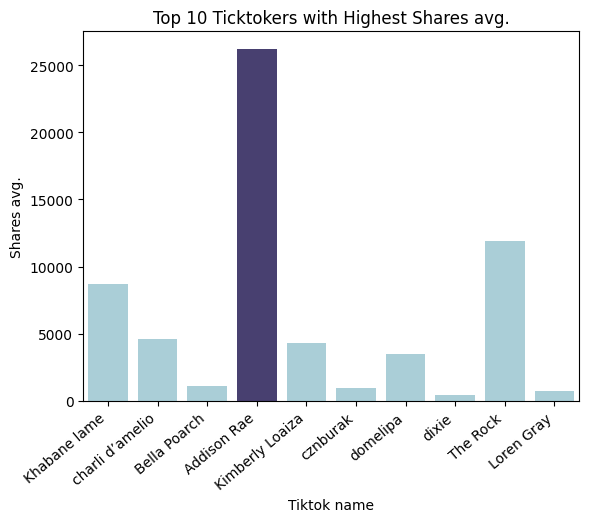 Top 10 Ticktokers with Highest Shares avg.
Shares avg.
25000
20000
15000
10000
5000
0
Khabane lame
charli d’amelio
Bella Poarch
Addison Rae
Kimberly Loaiza
cznburak
domelipa
dixie
The Rock
Loren Gray
Tiktok name